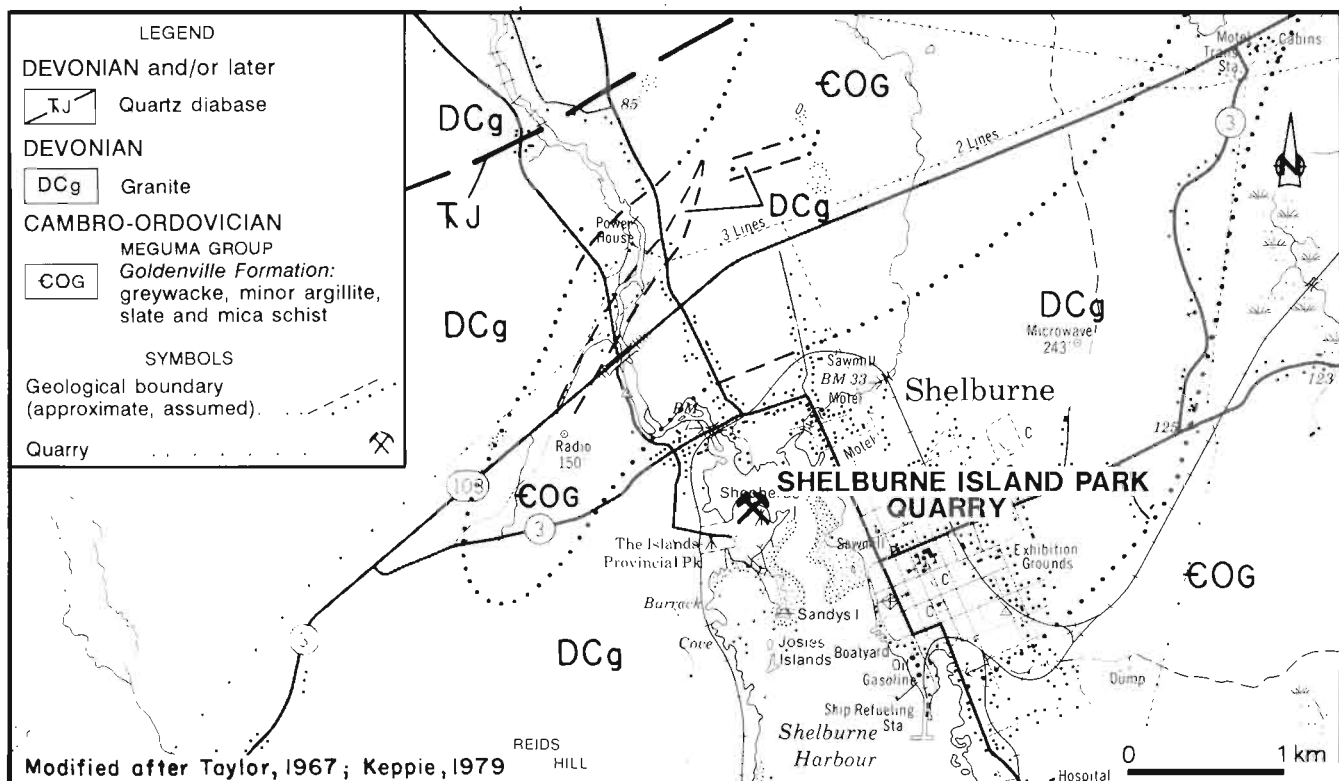 LEGEND
DEVONIAN and/or later
ꞆJ Quartz diabase
DEVONIAN
DCg Granite
CAMBRO-ORDOVICIAN
MEGUMA GROUP
ЄOG Goldenville Formation:
greywacke, minor argillite,
slate and mica schist
SYMBOLS
Geological boundary
(approximate, assumed)
Quarry
Motel
Cabins
Trans
Sta
ЄOG
DCg
85
3
2 Lines
N
ꞆJ
DCg
Power
House
3 Lines
DCg
DCg
Microwave
243
Sawmill
BM 33
Motel
Shelburne
123
BM
Motel
C
125
Radio
150
103
ЄOG
3
SHELBURNE ISLAND PARK
QUARRY
The Islands
Provincial Pk
Sawmill
Exhibition
Grounds
C
C
ЄOG
Sandys I
Cove
DCg
Josies
Islands
Boatyard
Oil
Gasoline
Dump
Ship Refueling
Sta
Shelburne
Harbour
REIDS
HILL
0 1 km
Hospital
Modified after Taylor, 1967; Keppie, 1979